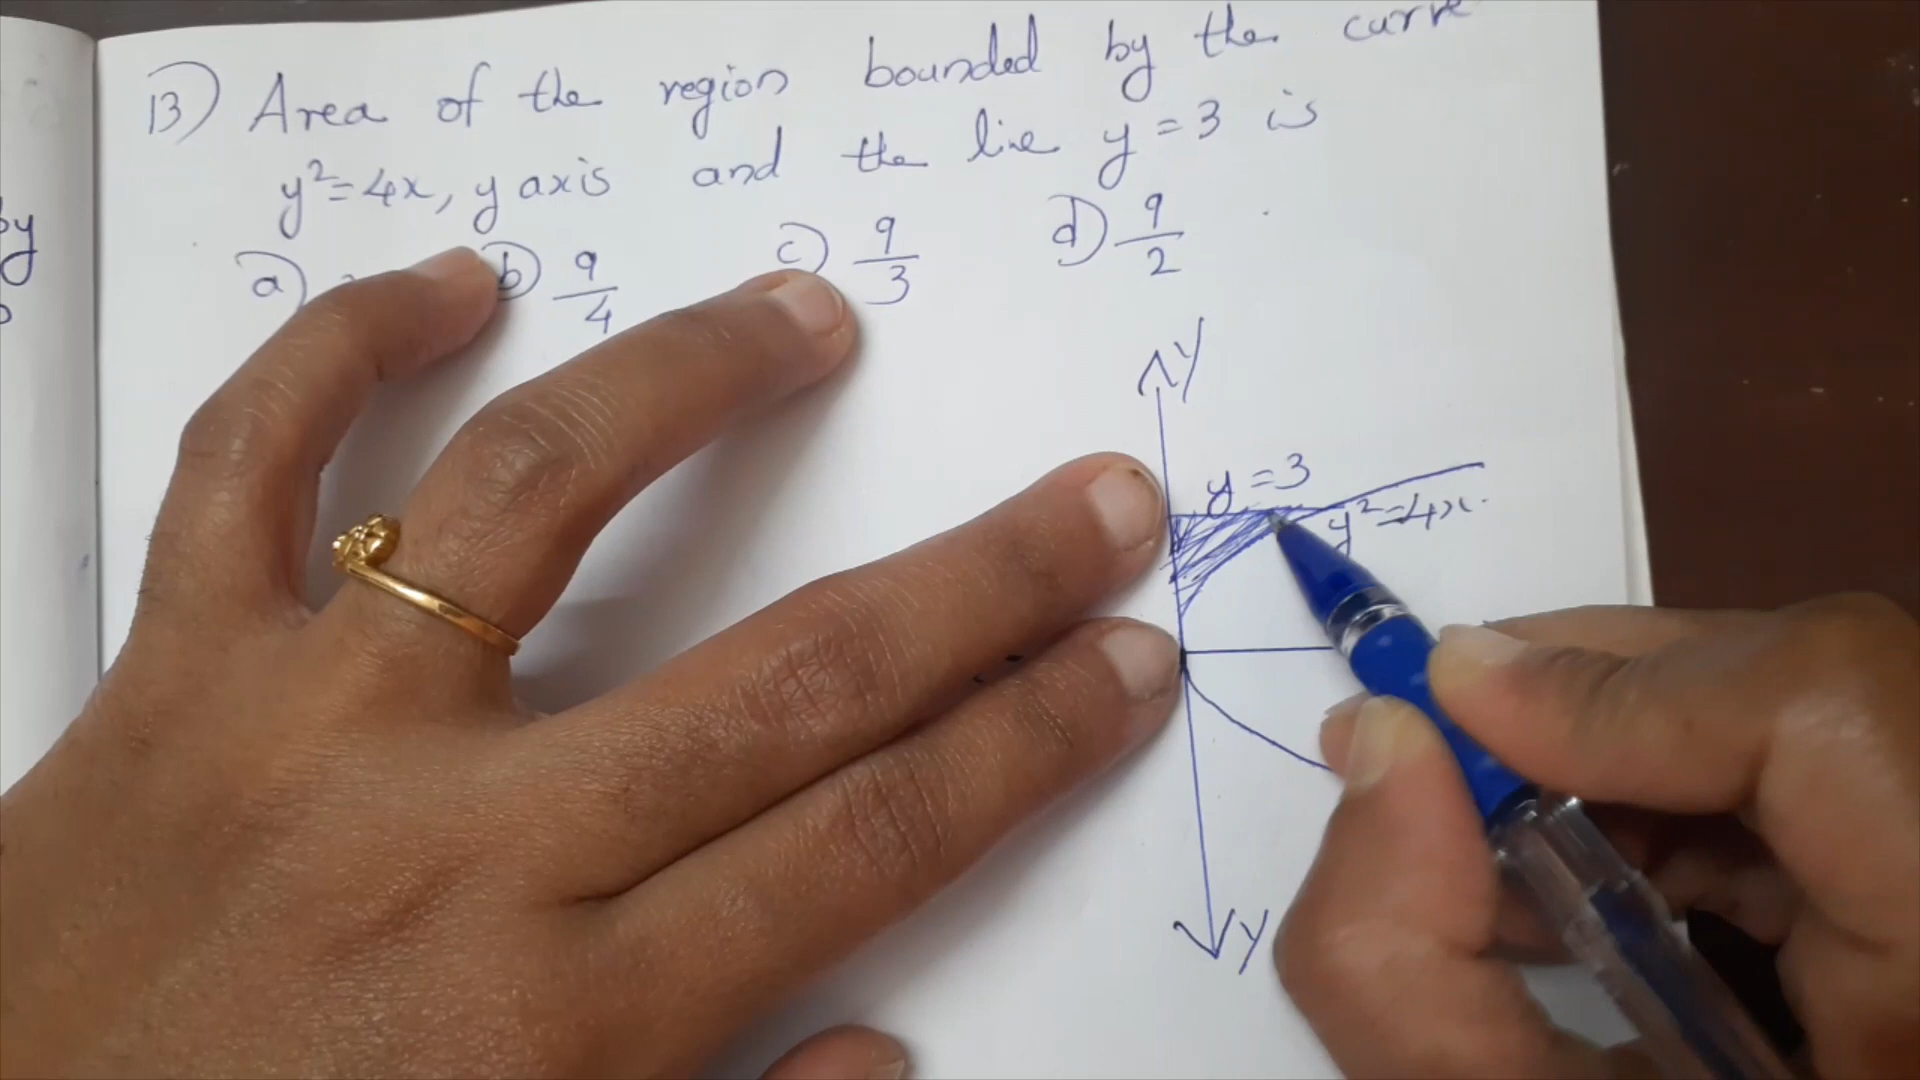 13) Area of the region bounded by the curve
y²=4x, y axis and the line y=3 is
a) b) 9/4 c) 9/3 d) 9/2
by
Y
y=3
y²=4x
Y